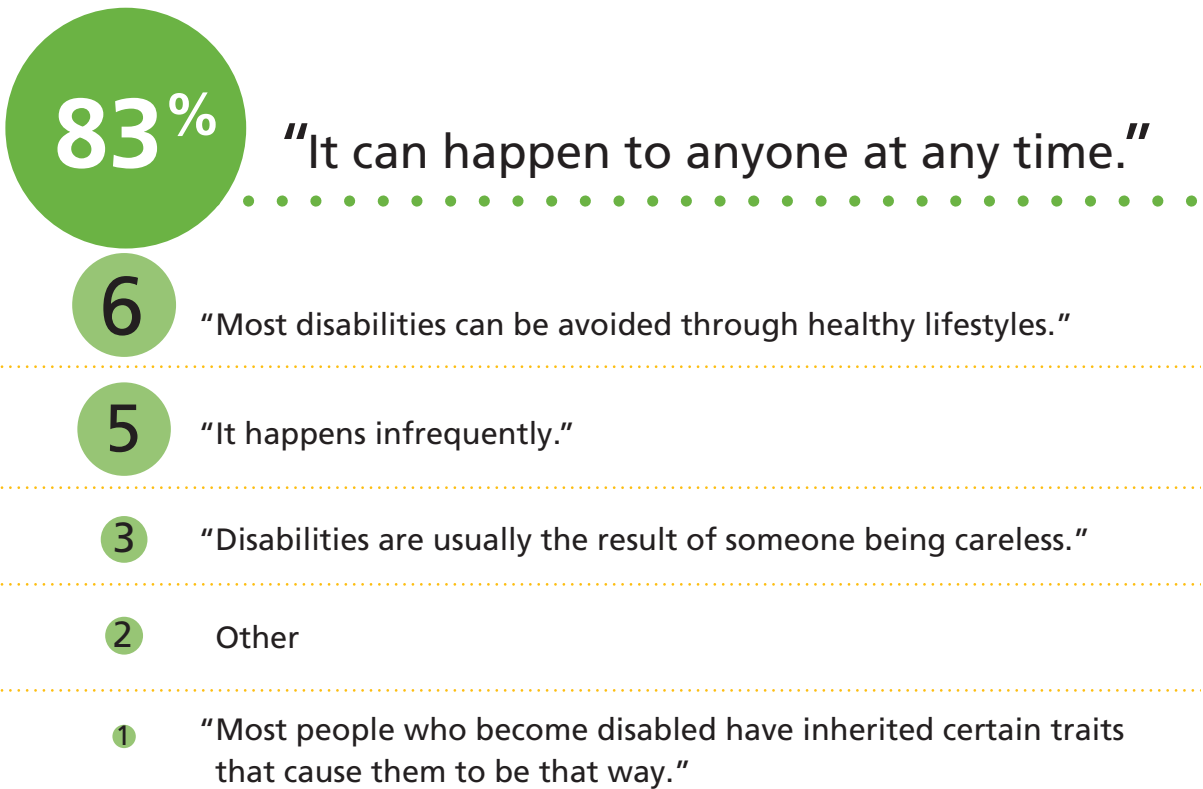 83%
“It can happen to anyone at any time.”
6
“Most disabilities can be avoided through healthy lifestyles.”
5
“It happens infrequently.”
3
“Disabilities are usually the result of someone being careless.”
2
Other
1
“Most people who become disabled have inherited certain traits
that cause them to be that way.”